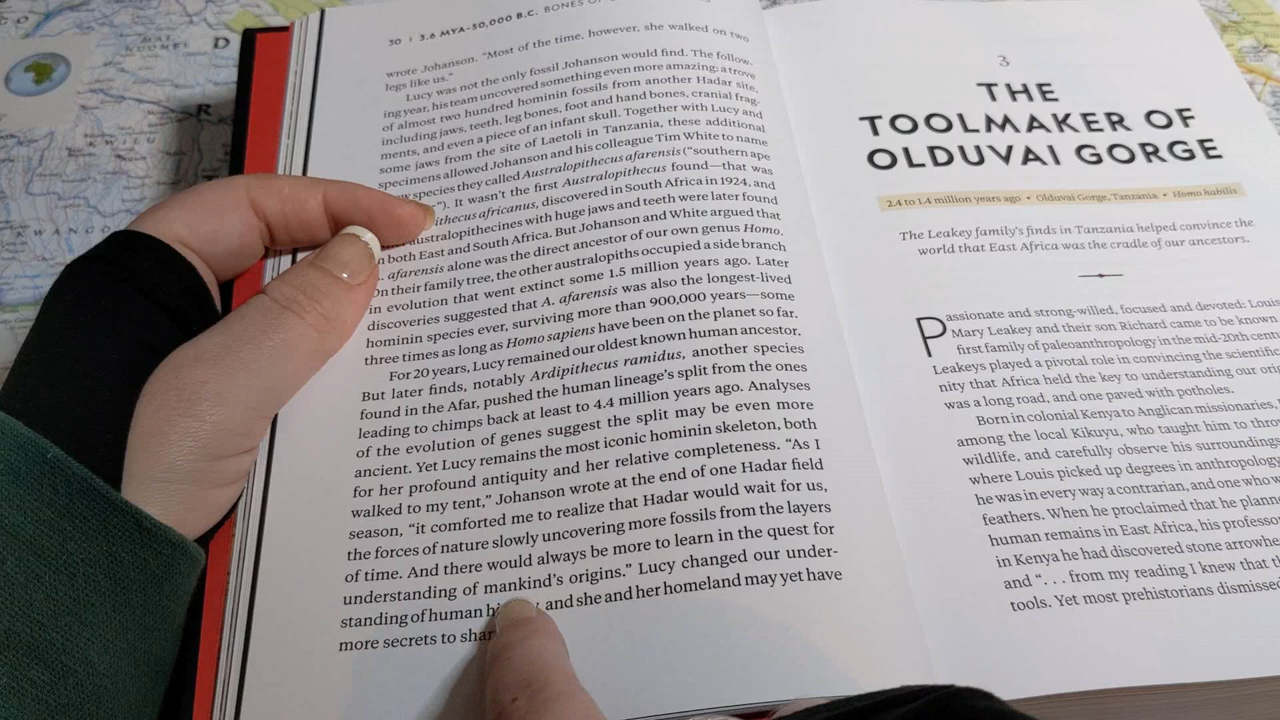 30 | 3.6 MYA–50,000 B.C. BONES OF
wrote Johanson. “Most of the time, however, she walked on two
legs like us.”
Lucy was not the only fossil Johanson would find. The follow-
ing year, his team uncovered something even more amazing: a trove
of almost two hundred hominin fossils from another Hadar site,
including jaws, teeth, leg bones, foot and hand bones, cranial frag-
ments, and even a piece of an infant skull. Together with Lucy and
some jaws from the site of Laetoli in Tanzania, these additional
specimens allowed Johanson and his colleague Tim White to name
species they called Australopithecus afarensis (“southern ape
”). It wasn’t the first Australopithecus found—that was
africanus, discovered in South Africa in 1924, and
australopithecines with huge jaws and teeth were later found
in both East and South Africa. But Johanson and White argued that
afarensis alone was the direct ancestor of our own genus Homo.
On their family tree, the other australopiths occupied a side branch
in evolution that went extinct some 1.5 million years ago. Later
discoveries suggested that A. afarensis was also the longest-lived
hominin species ever, surviving more than 900,000 years—some
three times as long as Homo sapiens have been on the planet so far.
For 20 years, Lucy remained our oldest known human ancestor.
But later finds, notably Ardipithecus ramidus, another species
found in the Afar, pushed the human lineage’s split from the ones
leading to chimps back at least to 4.4 million years ago. Analyses
of the evolution of genes suggest the split may be even more
ancient. Yet Lucy remains the most iconic hominin skeleton, both
for her profound antiquity and her relative completeness. “As I
walked to my tent,” Johanson wrote at the end of one Hadar field
season, “it comforted me to realize that Hadar would wait for us,
the forces of nature slowly uncovering more fossils from the layers
of time. And there would always be more to learn in the quest for
understanding of mankind’s origins.” Lucy changed our under-
standing of human and she and her homeland may yet have
more secrets to
3
THE
TOOLMAKER OF
OLDUVAI GORGE
2.4 to 1.4 million years ago • Olduvai Gorge, Tanzania • Homo habilis
The Leakey family’s finds in Tanzania helped convince the
world that East Africa was the cradle of our ancestors.
Passionate and strong-willed, focused and devoted: Louis
Mary Leakey and their son Richard came to be known
first family of paleoanthropology in the mid-20th
Leakeys played a pivotal role in convincing the
nity that Africa held the key to understanding our
was a long road, and one paved with potholes.
Born in colonial Kenya to Anglican missionaries,
among the local Kikuyu, who taught him to
wildlife, and carefully observe his
where Louis picked up degrees in
he was in every way a contrarian, and one who
feathers. When he proclaimed that he
human remains in East Africa, his
in Kenya he had discovered stone
and “. . . from my reading I knew that
tools. Yet most prehistorians